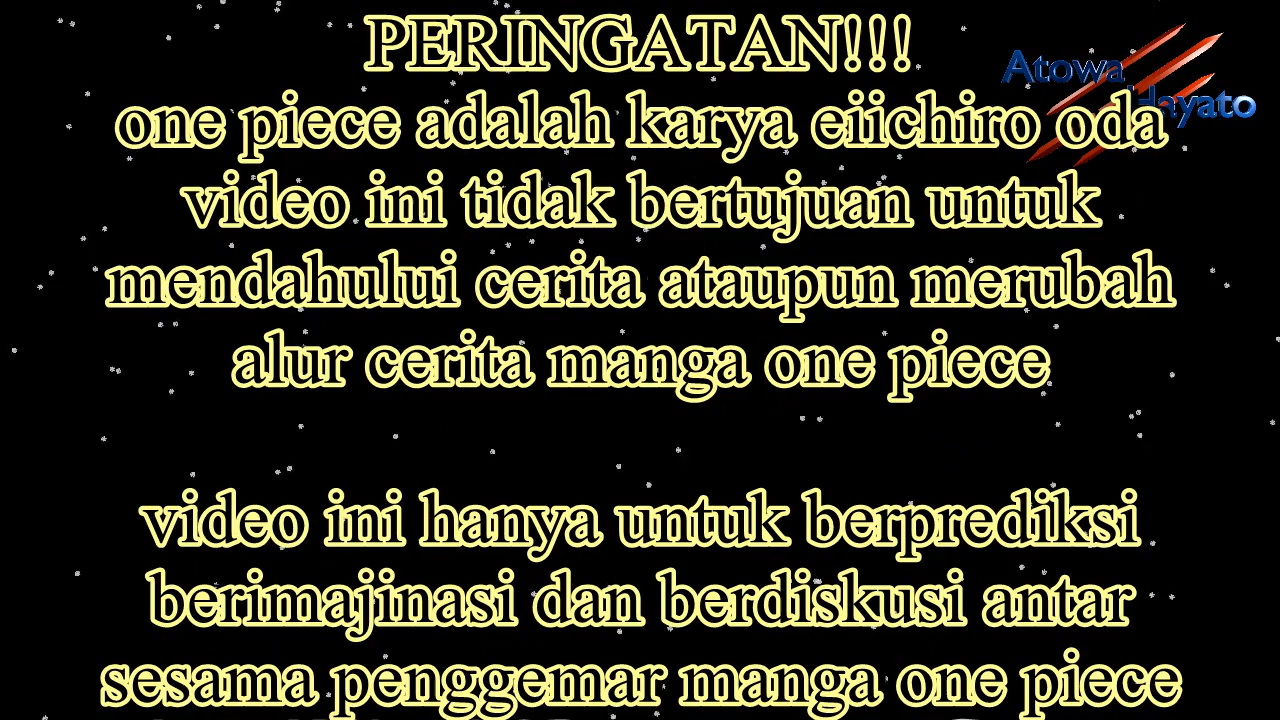 PERINGATAN!!!
Atowa
Hayato
one piece adalah karya eiichiro oda
video ini tidak bertujuan untuk
mendahului cerita ataupun merubah
alur cerita manga one piece
video ini hanya untuk berprediksi
berimajinasi dan berdiskusi antar
sesama penggemar manga one piece